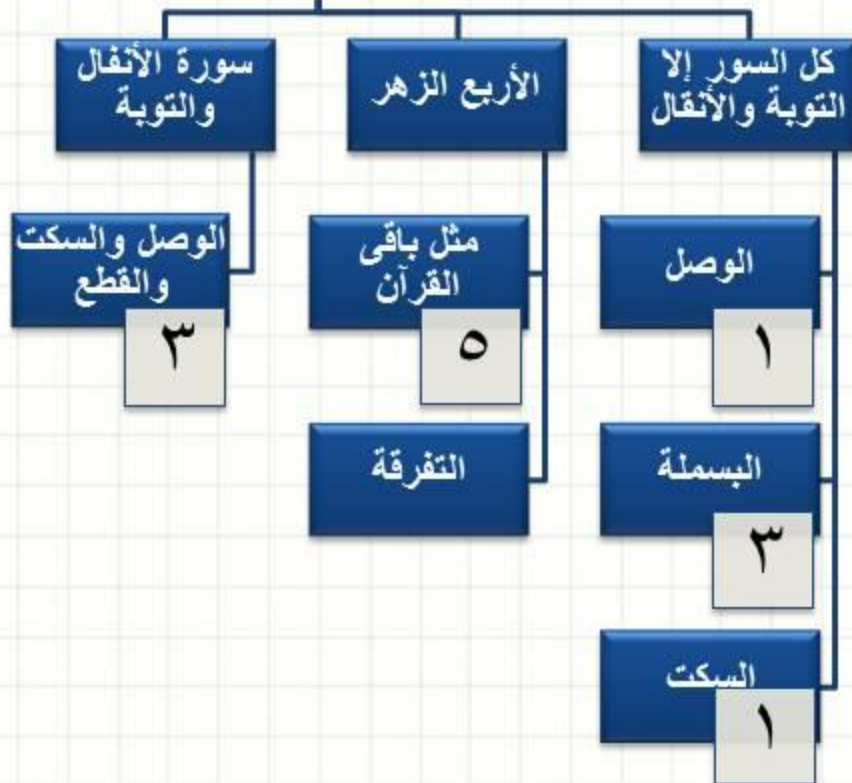 كل السور إلا
التوبة والأنفال
الوصل
١
البسملة
٣
السكت
١
الأربع الزهر
مثل باقى
القرآن
٥
التفرقة
سورة الأنفال
والتوبة
الوصل والسكت
والقطع
٣